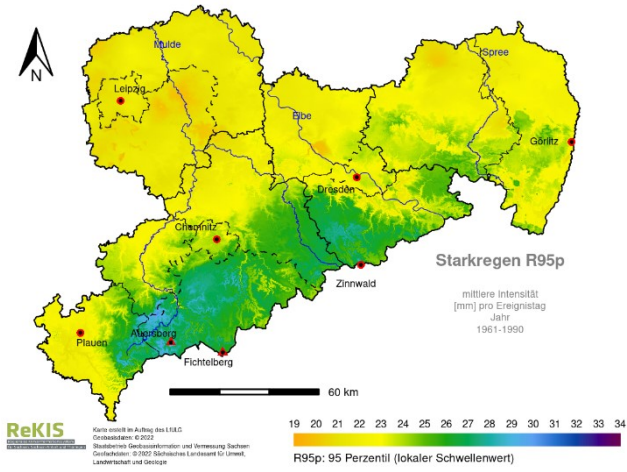 Mulde
Spree
Leipzig
Elbe
Görlitz
Dresden
Chemnitz
Starkregen R95p
Zinnwald
mittlere Intensität
[mm] pro Ereignistag
Jahr
1961-1990
Plauen
Auersberg
Fichtelberg
N
60 km
ReKIS
Karte erstellt im Auftrag des LfULG.
Geobasisdaten: © 2022
Staatsbetrieb Geobasisinformation und Vermessung Sachsen
Geofachdaten: © 2022 Sächsisches Landesamt für Umwelt,
Landwirtschaft und Geologie
19 20 21 22 23 24 25 26 27 28 29 30 31 32 33 34
R95p: 95 Perzentil (lokaler Schwellenwert)